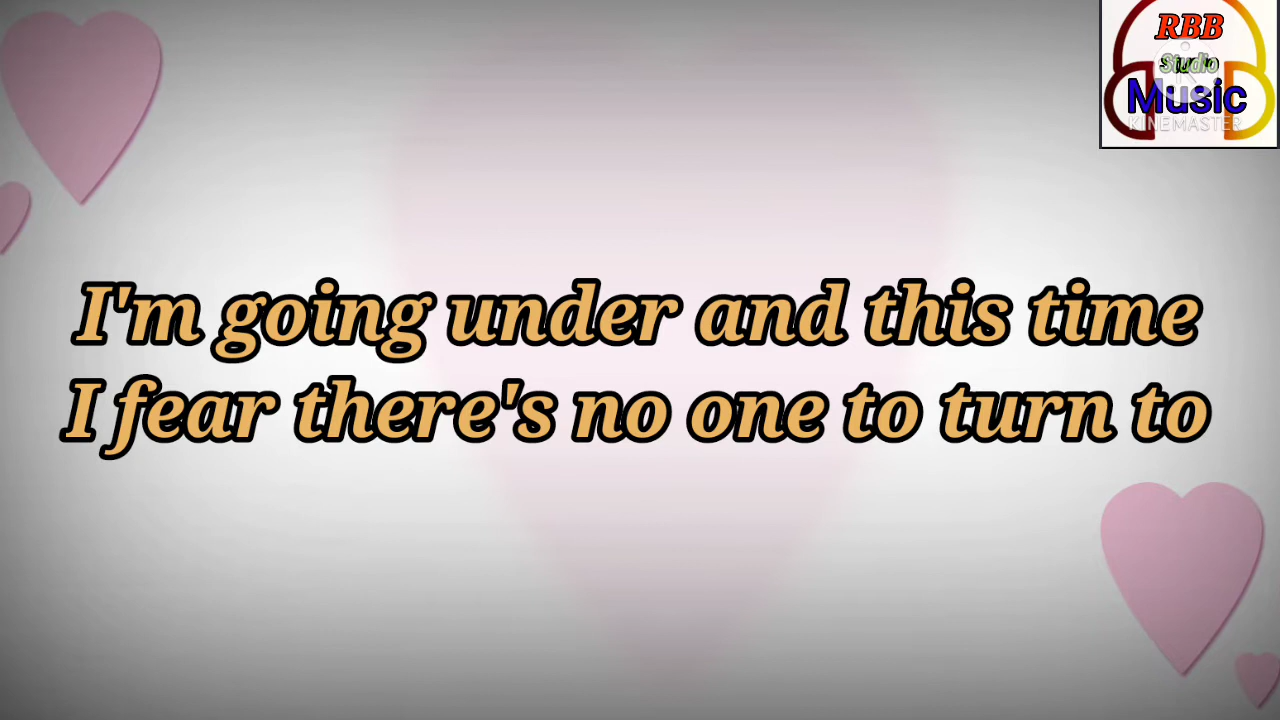 RBB
Studio
Music
KINEMASTER
I'm going under and this time
I fear there's no one to turn to